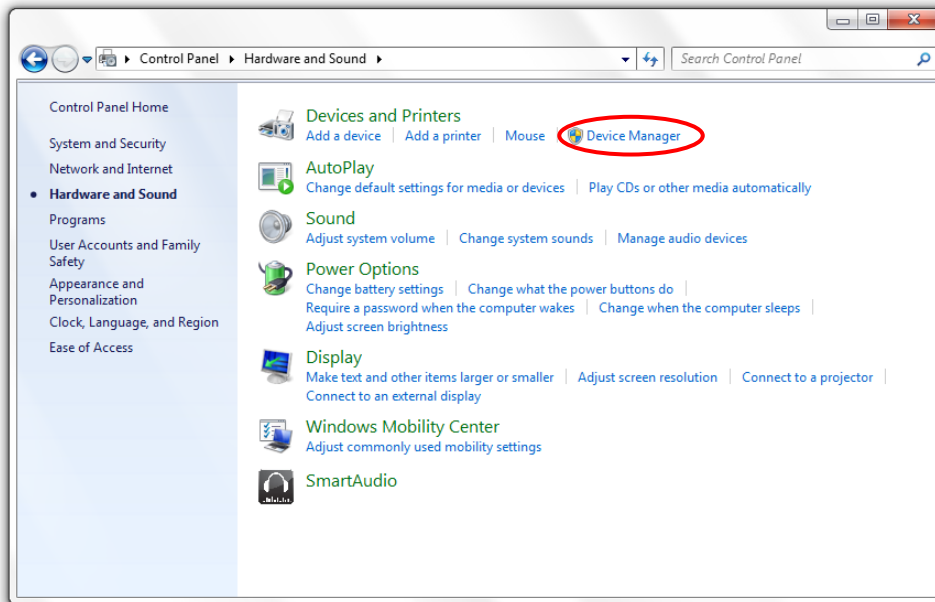 Control Panel Hardware and Sound
Search Control Panel
Control Panel Home
System and Security
Network and Internet
Hardware and Sound
Programs
User Accounts and Family
Safety
Appearance and
Personalization
Clock, Language, and Region
Ease of Access
Devices and Printers
Add a device Add a printer Mouse Device Manager
AutoPlay
Change default settings for media or devices Play CDs or other media automatically
Sound
Adjust system volume Change system sounds Manage audio devices
Power Options
Change battery settings Change what the power buttons do
Require a password when the computer wakes Change when the computer sleeps
Adjust screen brightness
Display
Make text and other items larger or smaller Adjust screen resolution Connect to a projector
Connect to an external display
Windows Mobility Center
Adjust commonly used mobility settings
SmartAudio